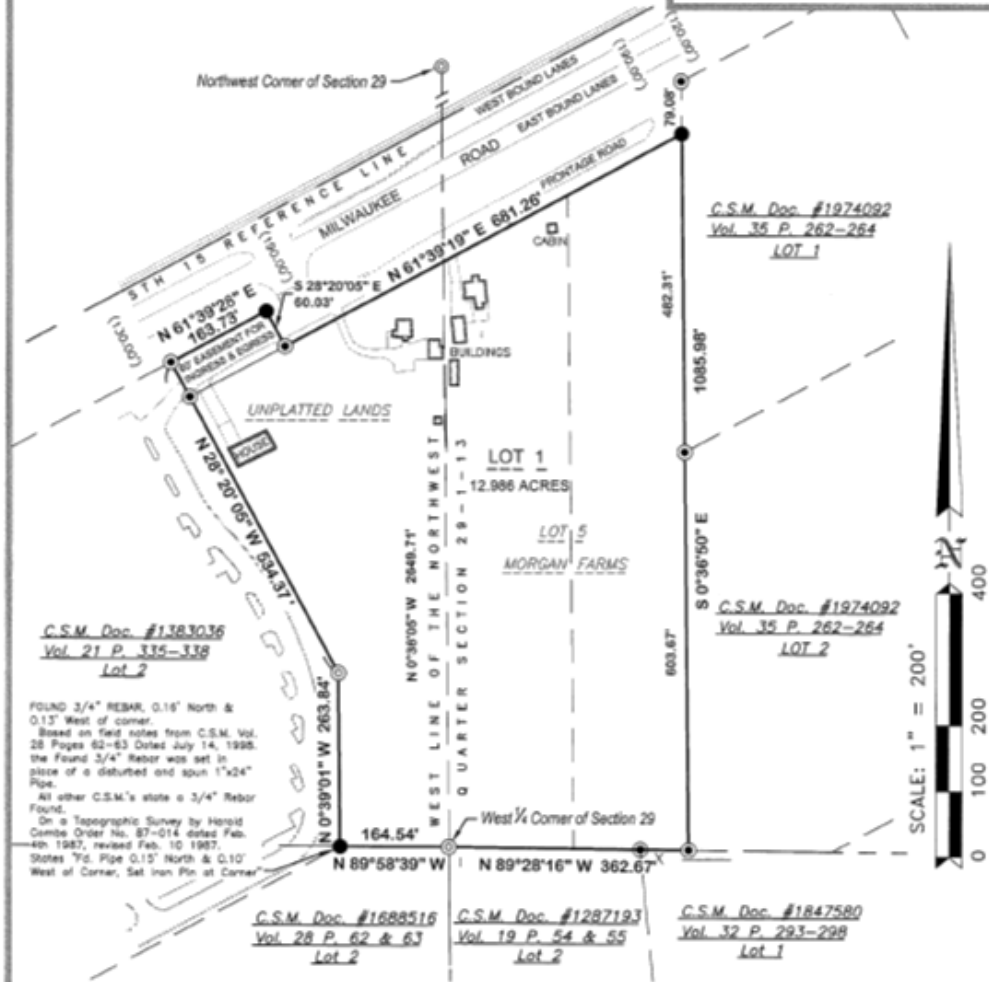 (120.00')
(190.00')
79.08'
Northwest Corner of Section 29
WEST BOUND LANES
EAST BOUND LANES
MILWAUKEE ROAD
FRONTAGE ROAD
STH 15 REFERENCE LINE
(190.00')
(130.00')
N 61°39'19" E 681.26'
CABIN
C.S.M. Doc. #1974092
Vol. 35 P. 262-264
LOT 1
S 28°20'05" E
60.03'
N 61°39'28" E
163.73'
60' EASEMENT FOR
INGRESS & EGRESS
462.31'
1085.98'
BUILDINGS
UNPLATTED LANDS
HOUSE
LOT 1
12.986 ACRES
LOT 5
MORGAN FARMS
N 28° 20' 05" W 534.37'
N 0°36'06" W 2649.71'
WEST LINE OF THE NORTHWEST
QUARTER SECTION 29-1-13
S 0°36'50" E
603.67'
C.S.M. Doc. #1974092
Vol. 35 P. 262-264
LOT 2
C.S.M. Doc. #1383036
Vol. 21 P. 335-338
Lot 2
FOUND 3/4" REBAR, 0.16' North &
0.13' West of corner.
Based on field notes from C.S.M. Vol.
28 Pages 62-63 Dated July 14, 1998.
the Found 3/4" Rebar was set in
place of a disturbed and spun 1"x24"
Pipe.
All other C.S.M.'s state a 3/4" Rebar
Found.
On a Topographic Survey by Harold
Combs Order No. 87-014 dated Feb.
4th 1987, revised Feb. 10 1987.
States "Fd. Pipe 0.15' North & 0.10'
West of Corner, Set Iron Pin at Corner"
N 0°39'01" W 263.84'
164.54'
N 89°58'39" W
West ¼ Corner of Section 29
N 89°28'16" W 362.67'
X
SCALE: 1" = 200'
0 100 200 400
C.S.M. Doc. #1688516
Vol. 28 P. 62 & 63
Lot 2
C.S.M. Doc. #1287193
Vol. 19 P. 54 & 55
Lot 2
C.S.M. Doc. #1847580
Vol. 32 P. 293-298
Lot 1